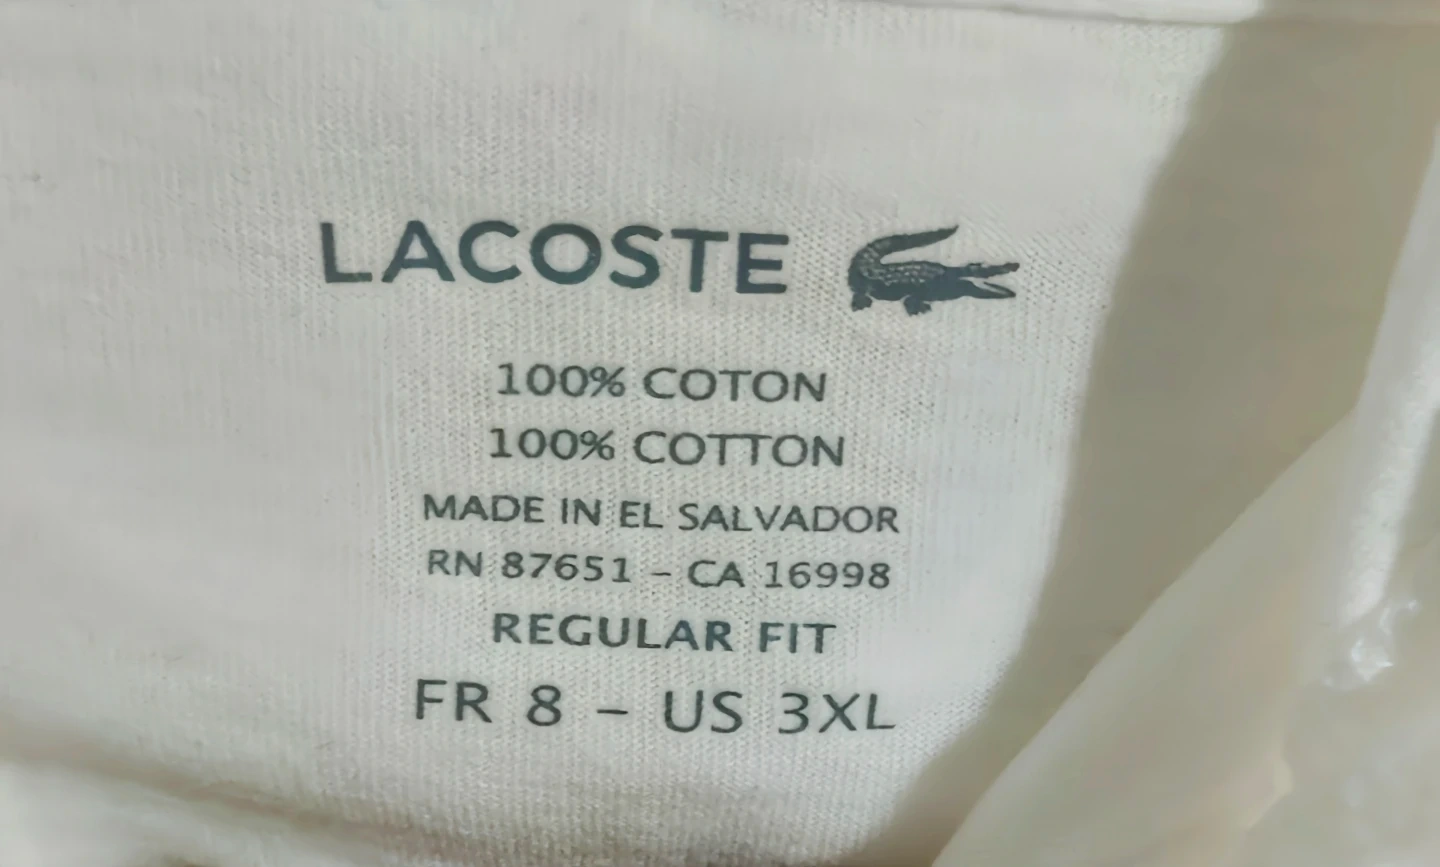 LACOSTE
100% COTON
100% COTTON
MADE IN EL SALVADOR
RN 87651 – CA 16998
REGULAR FIT
FR 8 – US 3XL